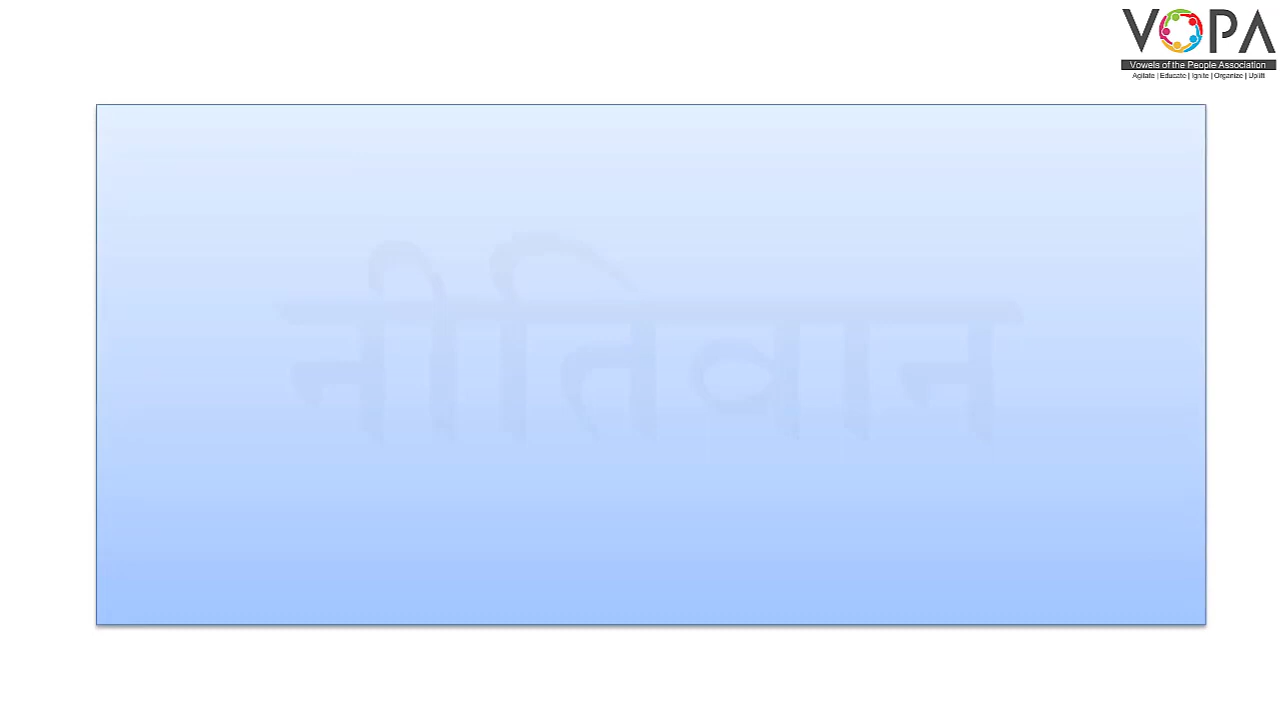 VOPA
Vowels of the People Association
Agitate | Educate | Ignite | Organize | Uplift
नीतिवान